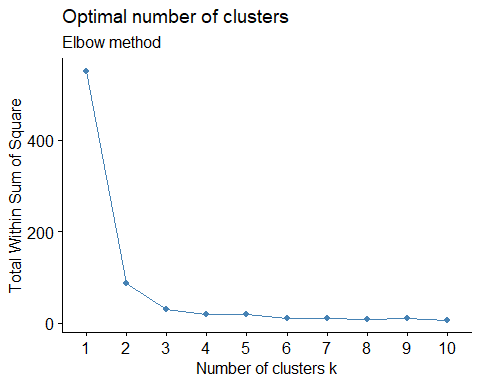 Optimal number of clusters
Elbow method
Total Within Sum of Square
400
200
0
1 2 3 4 5 6 7 8 9 10
Number of clusters k